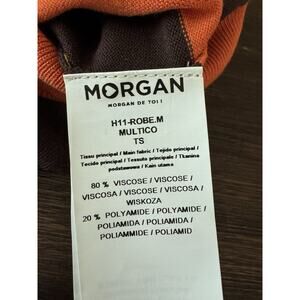 MORGAN
MORGAN DE TOI !
H11-ROBE.M
MULTICO
TS
Tissu principal / Main fabric / Tejido principal /
Tecido principal / Tessuto principale / Tkanina
podstawowa / Kain utama
80 % VISCOSE / VISCOSE /
VISCOSA / VISCOSE / VISCOSA /
WISKOZA
20 % POLYAMIDE / POLYAMIDE /
POLIAMIDA / POLIAMIDA /
POLIAMMIDE / POLIAMID